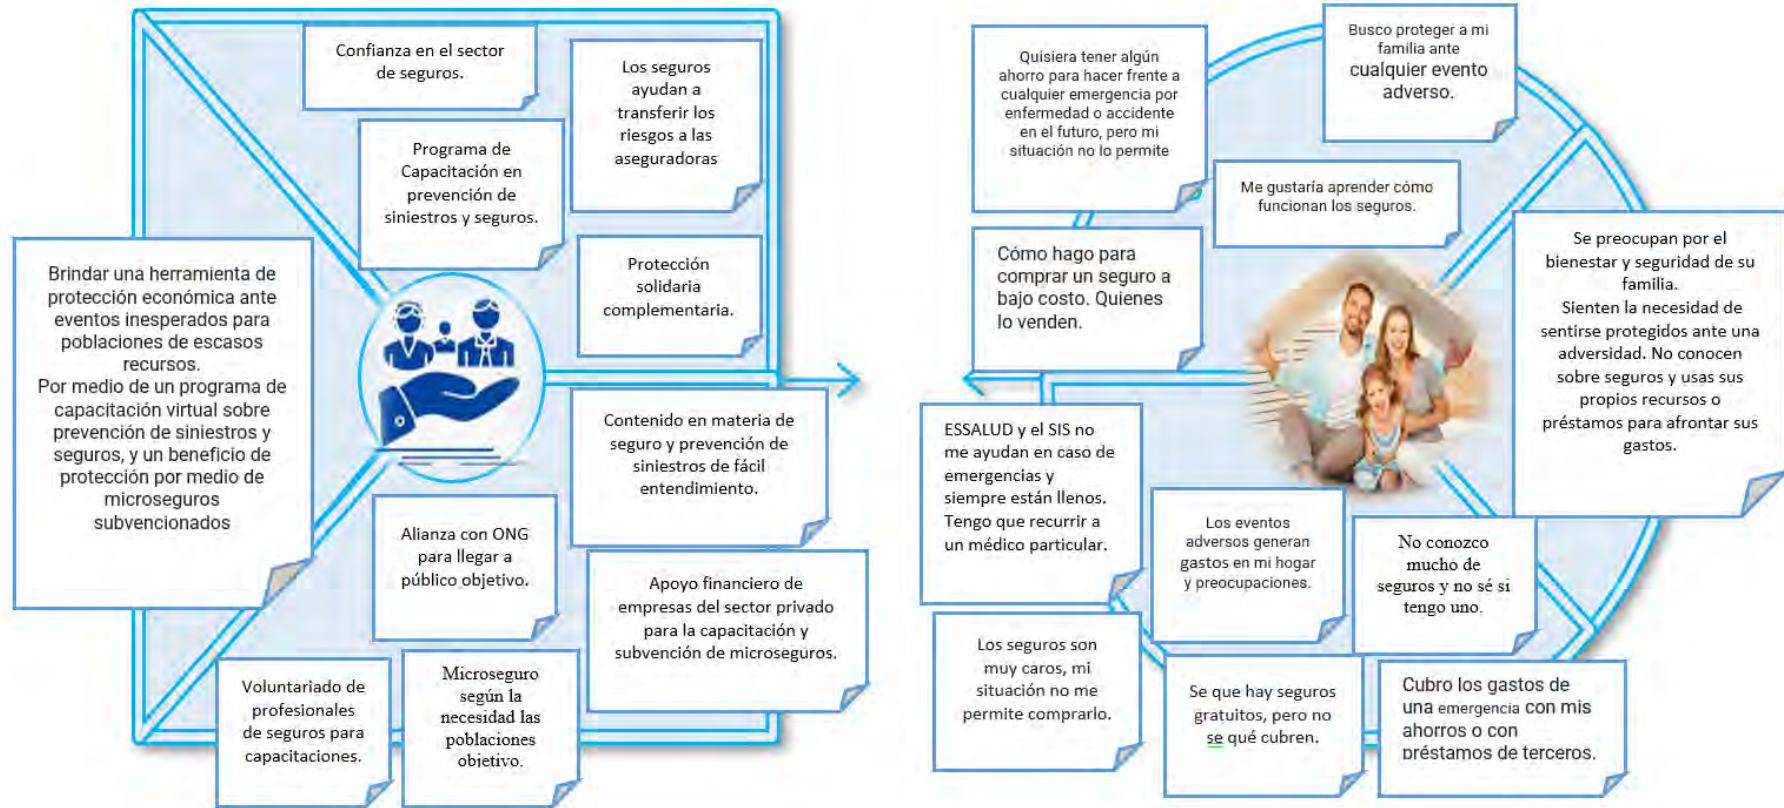 Confianza en el sector
de seguros.
Los seguros
ayudan a
transferir los
riesgos a las
aseguradoras
Programa de
Capacitación en
prevención de
siniestros y seguros.
Protección
solidaria
complementaria.
Brindar una herramienta de
protección económica ante
eventos inesperados para
poblaciones de escasos
recursos.
Por medio de un programa de
capacitación virtual sobre
prevención de siniestros y
seguros, y un beneficio de
protección por medio de
microseguros
subvencionados
Contenido en materia de
seguro y prevención de
siniestros de fácil
entendimiento.
Alianza con ONG
para llegar a
público objetivo.
Apoyo financiero de
empresas del sector privado
para la capacitación y
subvención de microseguros.
Voluntariado de
profesionales
de seguros para
capacitaciones.
Microseguro
según la
necesidad las
poblaciones
objetivo.
Quisiera tener algún
ahorro para hacer frente a
cualquier emergencia por
enfermedad o accidente
en el futuro, pero mi
situación no lo permite
Busco proteger a mi
familia ante
cualquier evento
adverso.
Me gustaría aprender cómo
funcionan los seguros.
Cómo hago para
comprar un seguro a
bajo costo. Quienes
lo venden.
Se preocupan por el
bienestar y seguridad de su
familia.
Sienten la necesidad de
sentirse protegidos ante una
adversidad. No conocen
sobre seguros y usas sus
propios recursos o
préstamos para afrontar sus
gastos.
ESSALUD y el SIS no
me ayudan en caso de
emergencias y
siempre están llenos.
Tengo que recurrir a
un médico particular.
Los eventos
adversos generan
gastos en mi hogar
y preocupaciones.
No conozco
mucho de
seguros y no sé si
tengo uno.
Los seguros son
muy caros, mi
situación no me
permite comprarlo.
Se que hay seguros
gratuitos, pero no
se qué cubren.
Cubro los gastos de
una emergencia con mis
ahorros o con
préstamos de terceros.